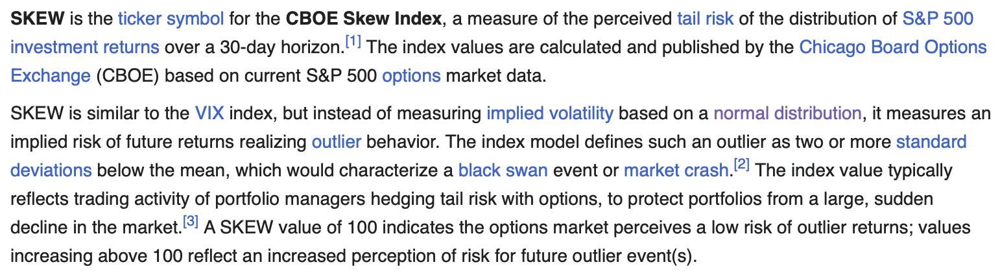 SKEW is the ticker symbol for the CBOE Skew Index, a measure of the perceived tail risk of the distribution of S&P 500
investment returns over a 30-day horizon.[1] The index values are calculated and published by the Chicago Board Options
Exchange (CBOE) based on current S&P 500 options market data.
SKEW is similar to the VIX index, but instead of measuring implied volatility based on a normal distribution, it measures an
implied risk of future returns realizing outlier behavior. The index model defines such an outlier as two or more standard
deviations below the mean, which would characterize a black swan event or market crash.[2] The index value typically
reflects trading activity of portfolio managers hedging tail risk with options, to protect portfolios from a large, sudden
decline in the market.[3] A SKEW value of 100 indicates the options market perceives a low risk of outlier returns; values
increasing above 100 reflect an increased perception of risk for future outlier event(s).